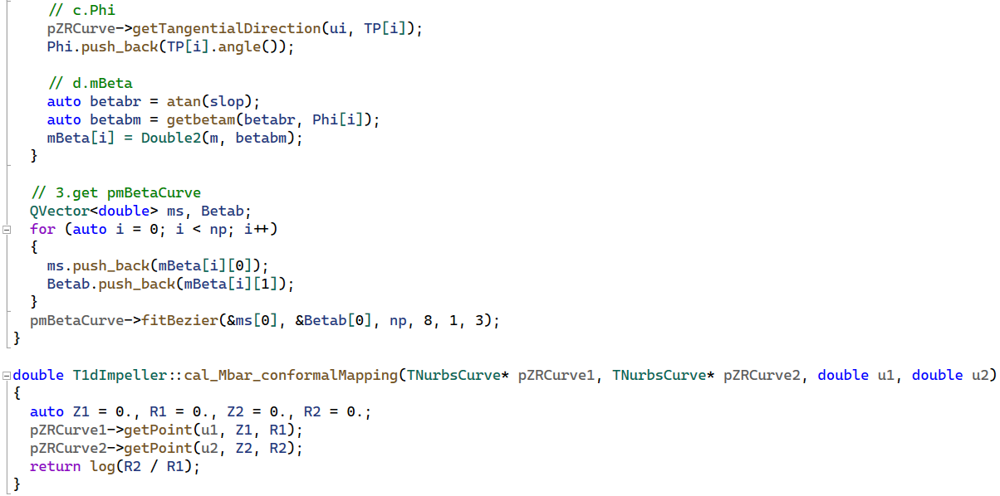 // c.Phi
pZRCurve->getTangentialDirection(ui, TP[i]);
Phi.push_back(TP[i].angle());
// d.mBeta
auto betabr = atan(slop);
auto betabm = getbetam(betabr, Phi[i]);
mBeta[i] = Double2(m, betabm);
}
// 3.get pmBetaCurve
QVector<double> ms, Betab;
for (auto i = 0; i < np; i++)
{
ms.push_back(mBeta[i][0]);
Betab.push_back(mBeta[i][1]);
}
pmBetaCurve->fitBezier(&ms[0], &Betab[0], np, 8, 1, 3);
}
double T1dImpeller::cal_Mbar_conformalMapping(TNurbsCurve* pZRCurve1, TNurbsCurve* pZRCurve2, double u1, double u2)
{
auto Z1 = 0., R1 = 0., Z2 = 0., R2 = 0.;
pZRCurve1->getPoint(u1, Z1, R1);
pZRCurve2->getPoint(u2, Z2, R2);
return log(R2 / R1);
}